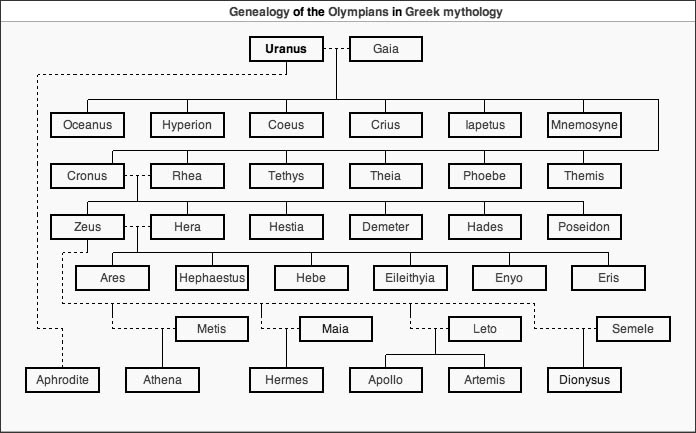 Genealogy of the Olympians in Greek mythology
Uranus
Gaia
Oceanus
Hyperion
Coeus
Crius
Iapetus
Mnemosyne
Cronus
Rhea
Tethys
Theia
Phoebe
Themis
Zeus
Hera
Hestia
Demeter
Hades
Poseidon
Ares
Hephaestus
Hebe
Eileithyia
Enyo
Eris
Metis
Maia
Leto
Semele
Aphrodite
Athena
Hermes
Apollo
Artemis
Dionysus